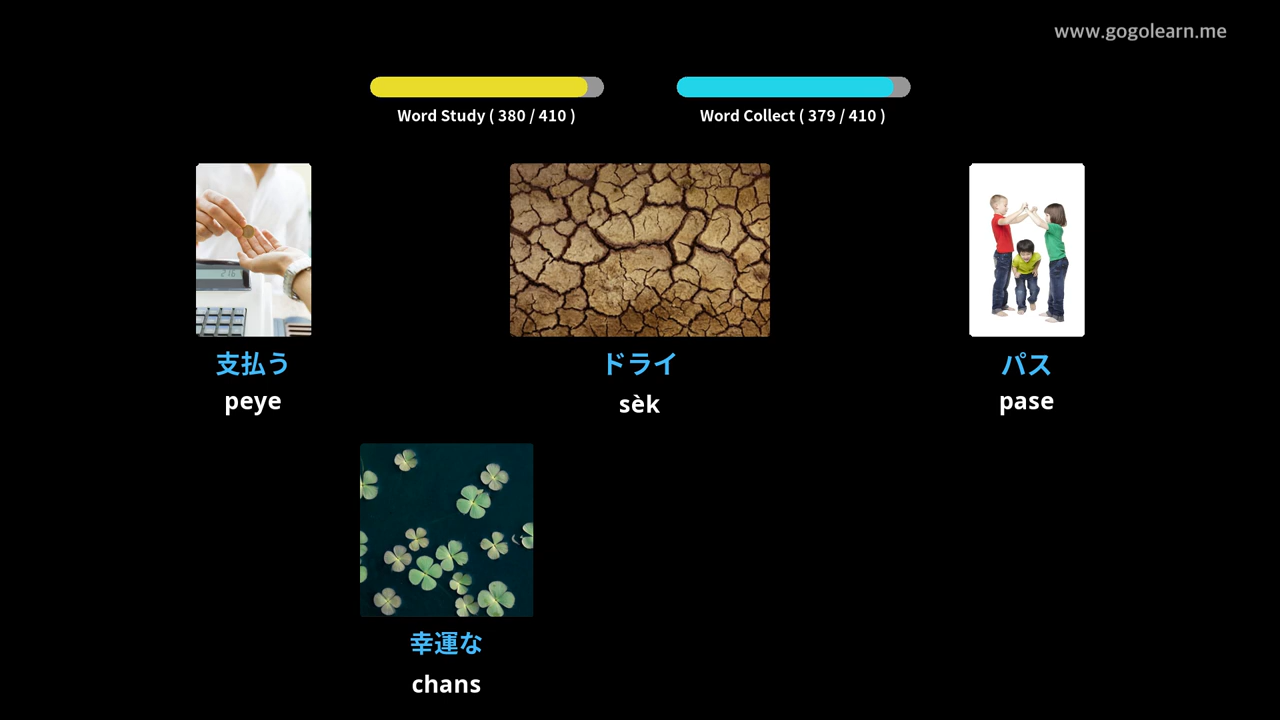 www.gogolearn.me
Word Study ( 380 / 410 )
Word Collect ( 379 / 410 )
支払う
peye
ドライ
sèk
パス
pase
幸運な
chans